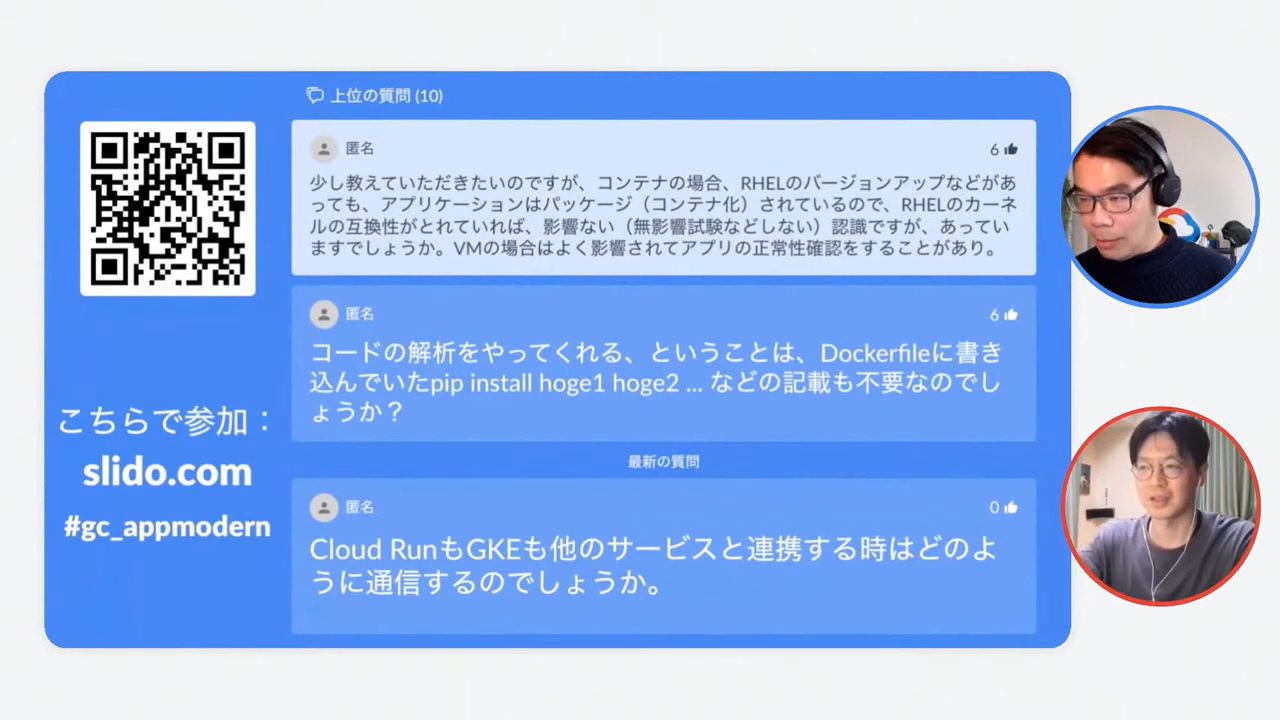 上位の質問 (10)
匿名
6
少し教えていただきたいのですが、コンテナの場合、RHELのバージョンアップなどがあ
っても、アプリケーションはパッケージ（コンテナ化）されているので、RHELのカーネ
ルの互換性がとれていれば、影響ない（無影響試験などしない）認識ですが、あってい
ますでしょうか。VMの場合はよく影響されてアプリの正常性確認をすることがあり。
匿名
6
コードの解析をやってくれる、ということは、Dockerfileに書き
込んでいたpip install hoge1 hoge2 ... などの記載も不要なのでし
ょうか？
最新の質問
匿名
0
Cloud RunもGKEも他のサービスと連携する時はどのよ
うに通信するのでしょうか。
こちらで参加：
slido.com
#gc_appmodern